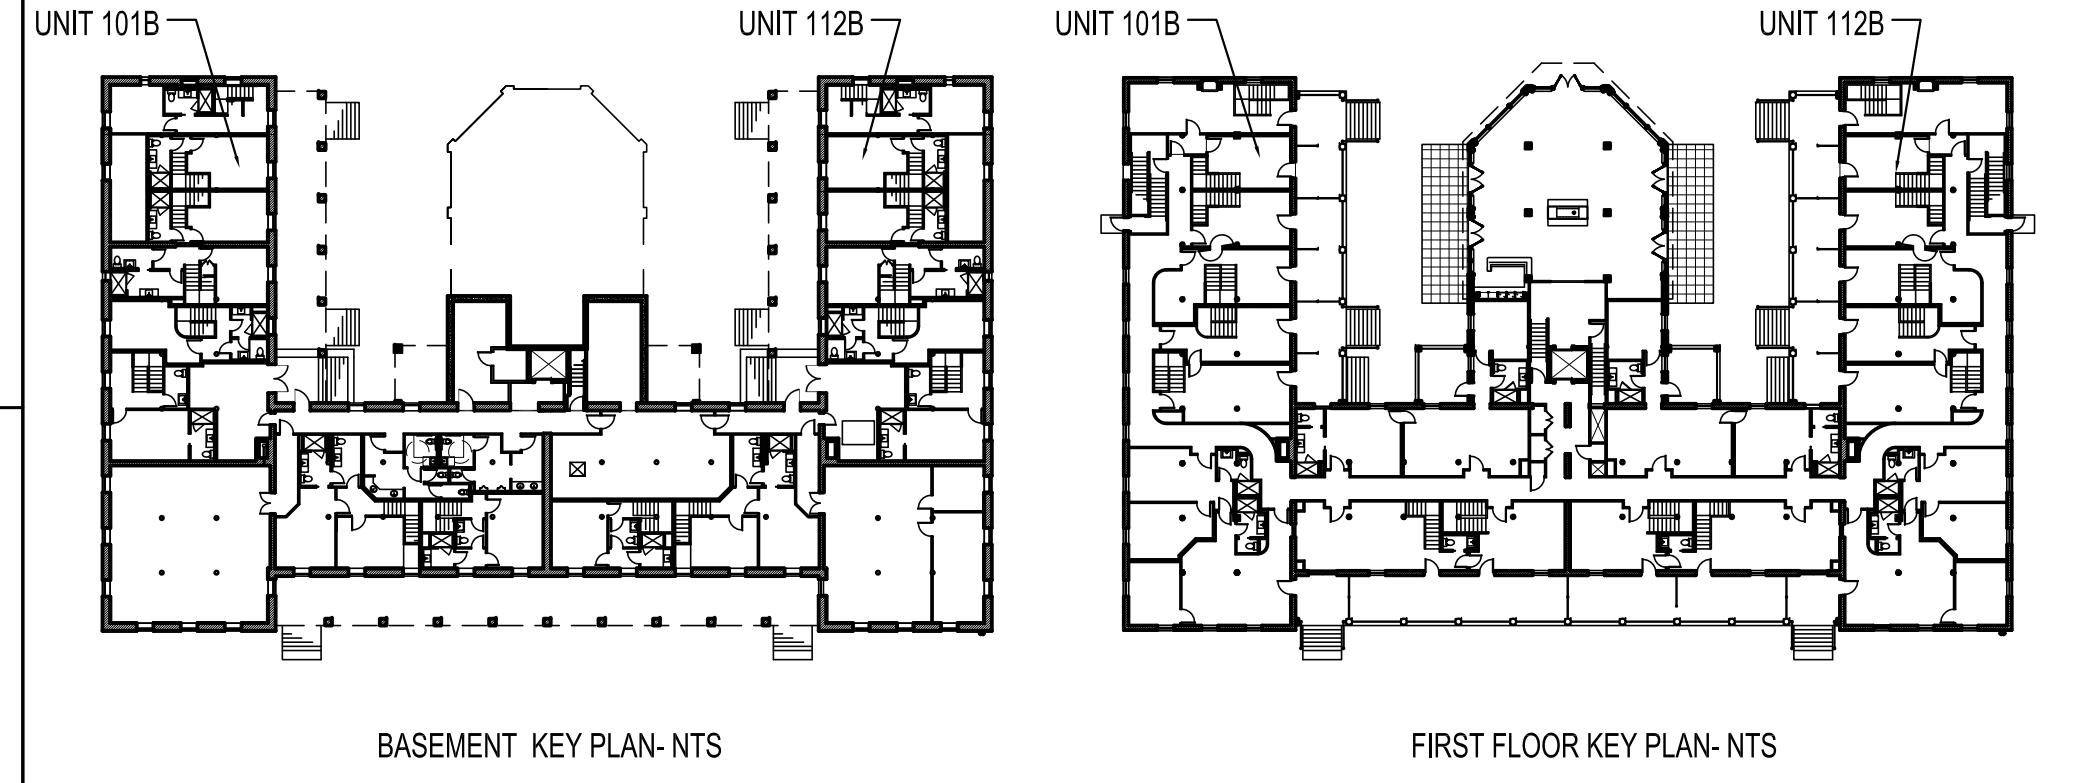 UNIT 101B
UNIT 112B
UNIT 101B
UNIT 112B
BASEMENT KEY PLAN- NTS
FIRST FLOOR KEY PLAN- NTS